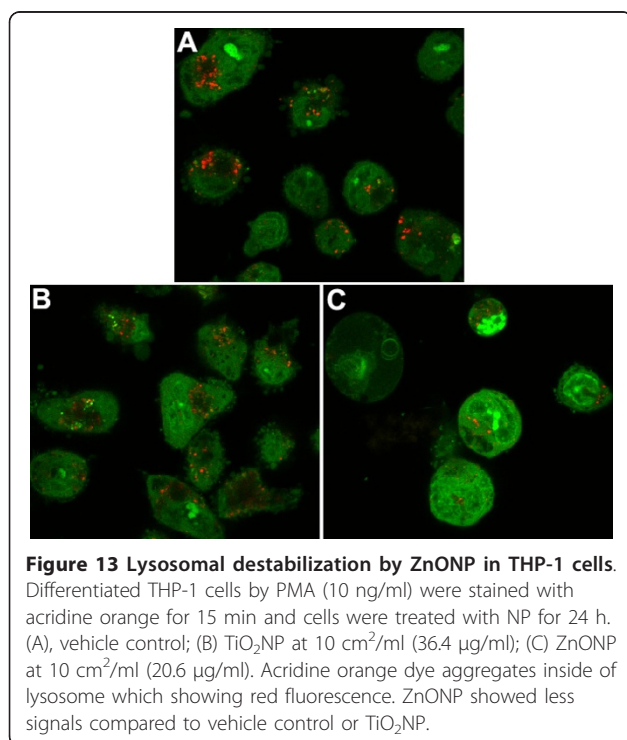 A
B
C
Figure 13 Lysosomal destabilization by ZnONP in THP-1 cells.
Differentiated THP-1 cells by PMA (10 ng/ml) were stained with
acridine orange for 15 min and cells were treated with NP for 24 h.
(A), vehicle control; (B) TiO₂NP at 10 cm²/ml (36.4 μg/ml); (C) ZnONP
at 10 cm²/ml (20.6 μg/ml). Acridine orange dye aggregates inside of
lysosome which showing red fluorescence. ZnONP showed less
signals compared to vehicle control or TiO₂NP.